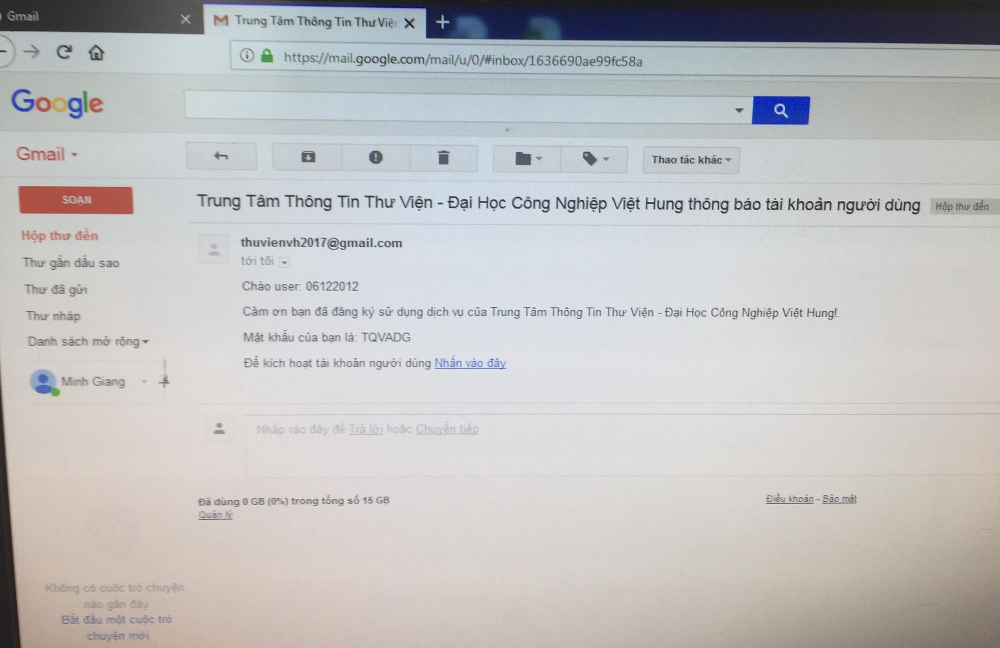 Gmail
Trung Tâm Thông Tin Thư Viện
https://mail.google.com/mail/u/0/#inbox/1636690ae99fc58a
Google
Gmail
Thao tác khác
SOẠN
Trung Tâm Thông Tin Thư Viện - Đại Học Công Nghiệp Việt Hung thông báo tài khoản người dùng
Hộp thư đến
Hộp thư đến
Thư gắn dấu sao
Thư đã gửi
Thư nháp
Danh sách mở rộng
Minh Giang
thuvienvh2017@gmail.com
tới tôi
Chào user: 06122012
Cảm ơn bạn đã đăng ký sử dụng dịch vụ của Trung Tâm Thông Tin Thư Viện - Đại Học Công Nghiệp Việt Hung!.
Mật khẩu của bạn là: TQVADG
Để kích hoạt tài khoản người dùng Nhấn vào đây
Nhấp vào đây để Trả lời hoặc Chuyển tiếp
Đã dùng 0 GB (0%) trong tổng số 15 GB
Quản lý
Điều khoản - Bảo mật
Không có cuộc trò chuyện
nào gần đây
Bắt đầu một cuộc trò
chuyện mới